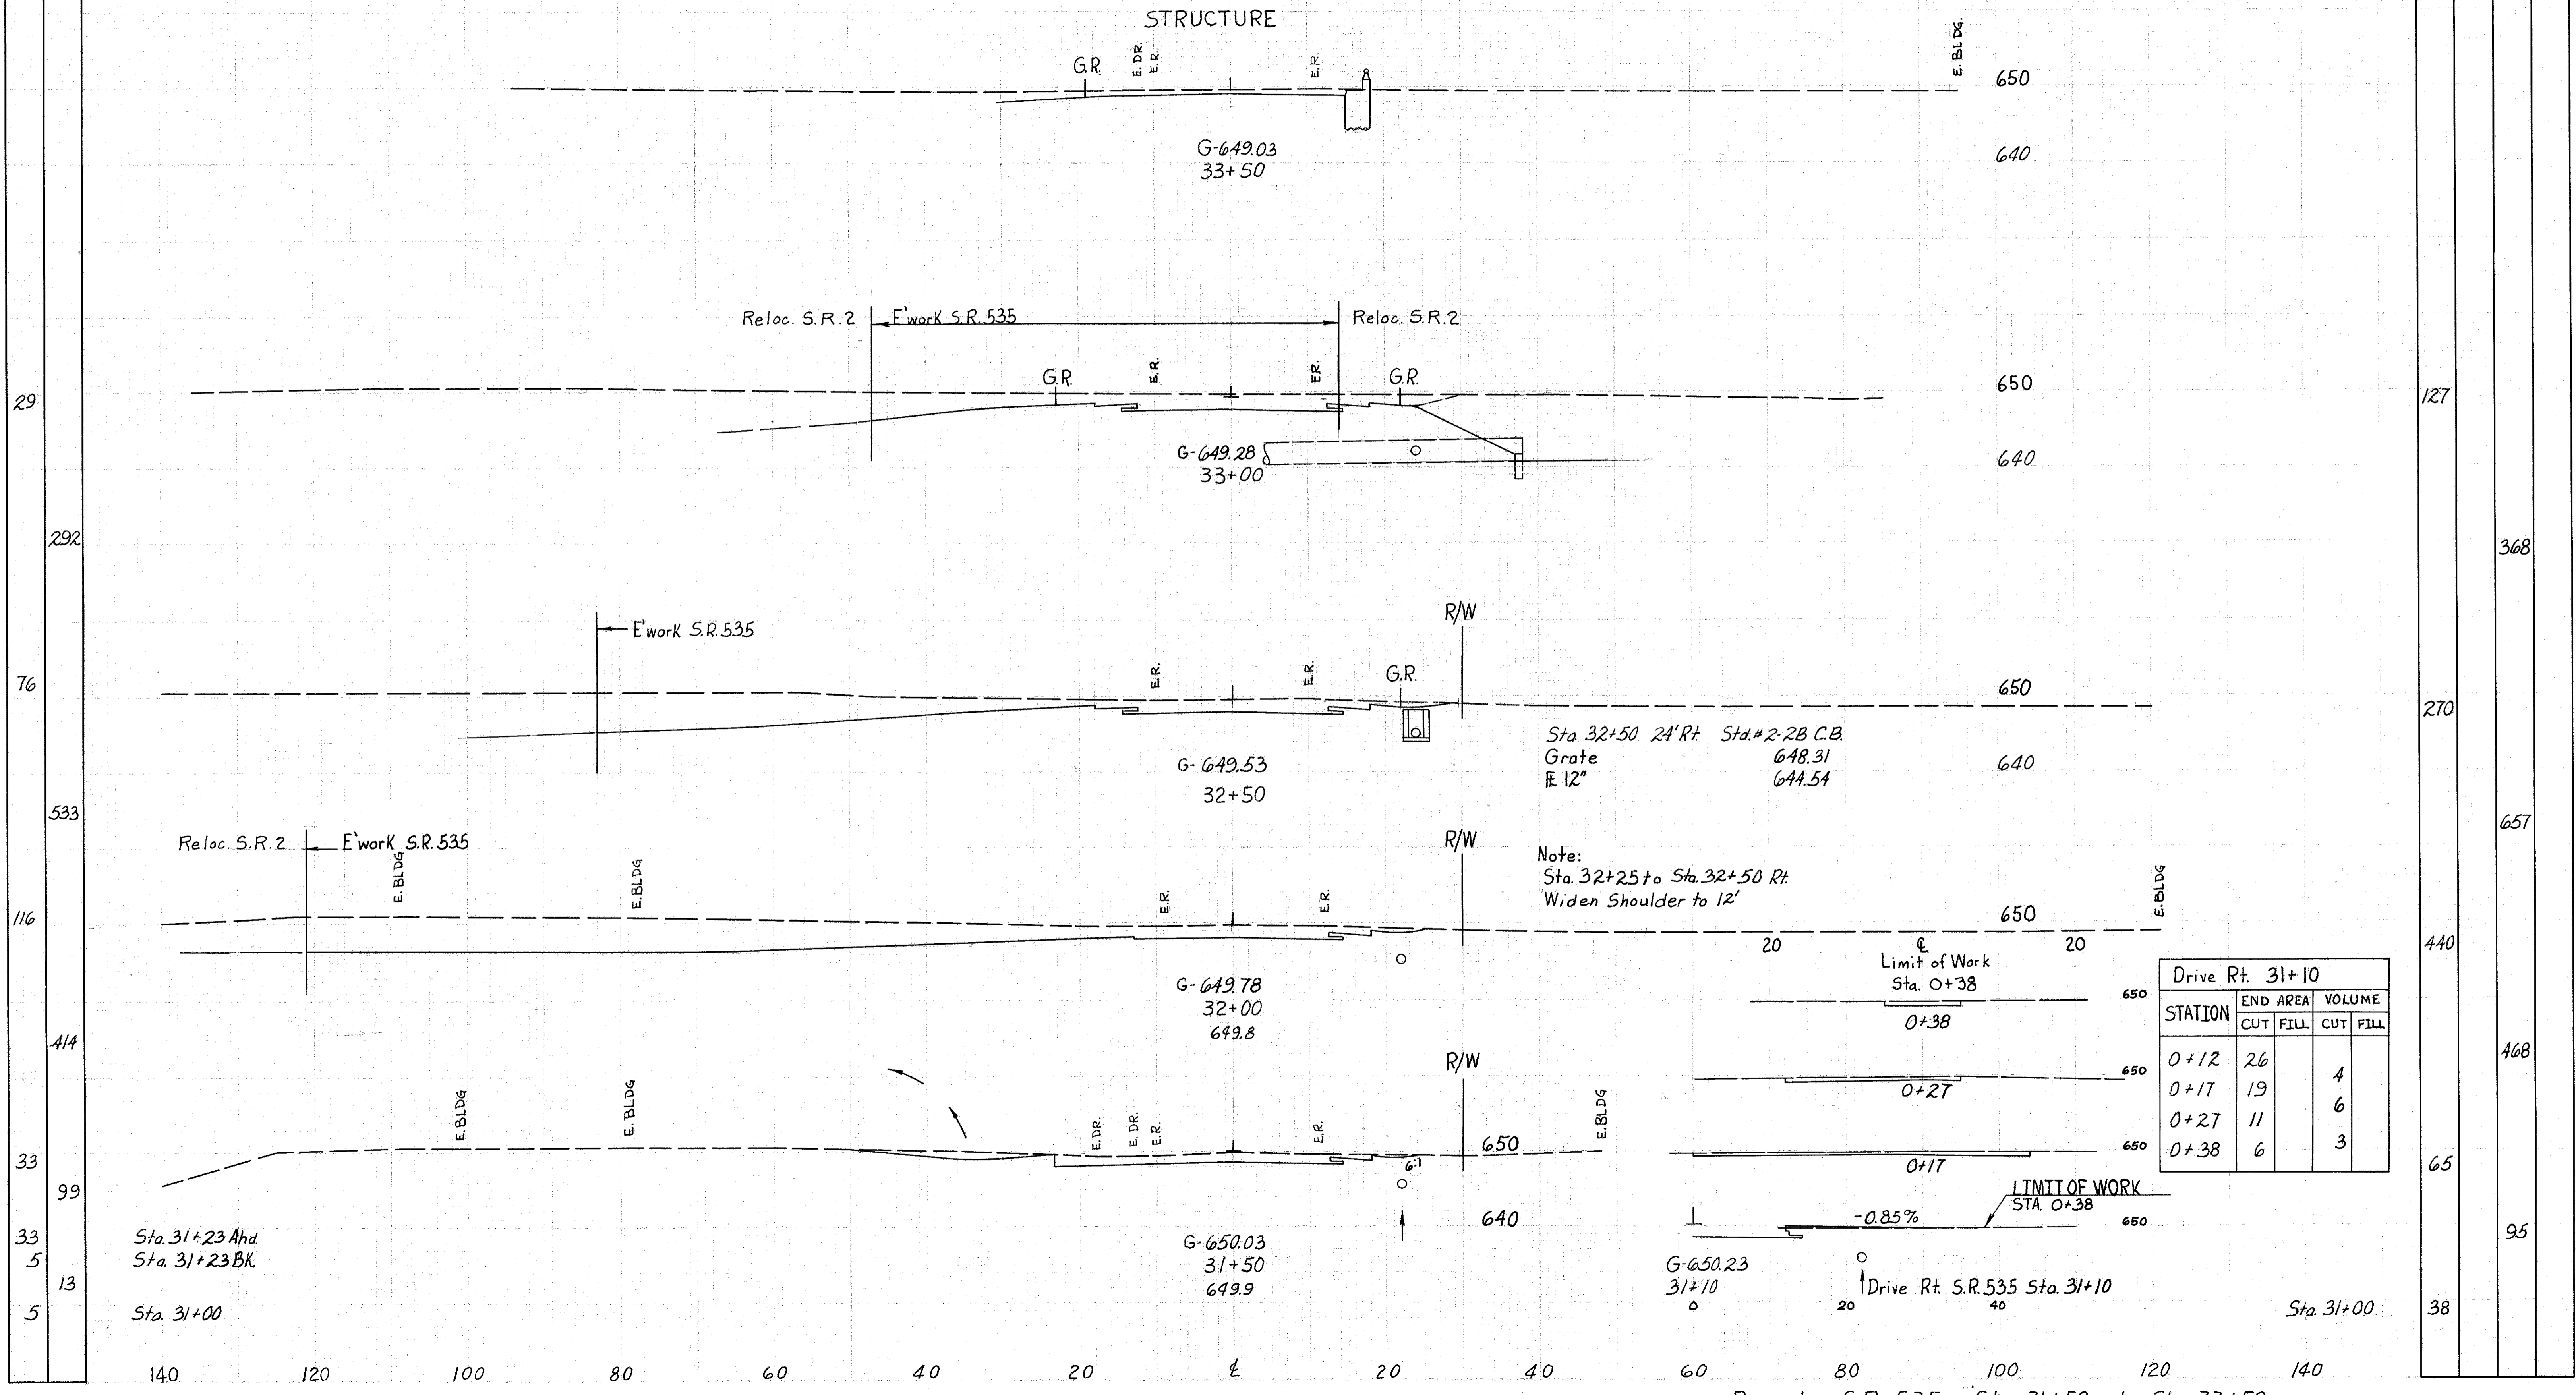 STRUCTURE
G.R. E. DR. E.R. E.R. E. BLDG.
650
G-649.03 640
33+50
Reloc. S.R.2 E'work S.R.535 Reloc. S.R.2
G.R. E.R. E.R. G.R.
650
29 127
G-649.28 640
33+00
292 368
E'work S.R.535 R/W
E.R. E.R. G.R.
76 650 270
Sta 32+50 24' Rt. Std.#2-2B C.B.
Grate 648.31
℄ 12" 644.54
G-649.53 640
32+50
533 657
Reloc. S.R.2 E'work S.R.535 R/W
E.BLDG E.BLDG E.R. E.R. E.BLDG
Note:
Sta. 32+25 to Sta. 32+50 Rt.
Widen Shoulder to 12'
116 650 440
20 ℄ 20
Limit of Work
Sta. 0+38
650
0+38
G-649.78
32+00
649.8
414 468
650
0+27
Drive Rt. 31+10
STATION END AREA VOLUME
CUT FILL CUT FILL
0+12 26
4
0+17 19
6
0+27 11
3
0+38 6
R/W
E.BLDG E.BLDG E.DR. E.DR. E.R. E.R. E.BLDG
650
6:1
33 65
650
0+17
99
LIMIT OF WORK
STA. 0+38
640
-0.85% 650
33 Sta. 31+23 Ahd. 95
5 Sta. 31+23 BK.
G-650.03
31+50
649.9
G-650.23
31+10
Drive Rt. S.R.535 Sta. 31+10
0 20 40
13
5 Sta. 31+00 Sta. 31+00 38
140 120 100 80 60 40 20 ℄ 20 40 60 80 100 120 140